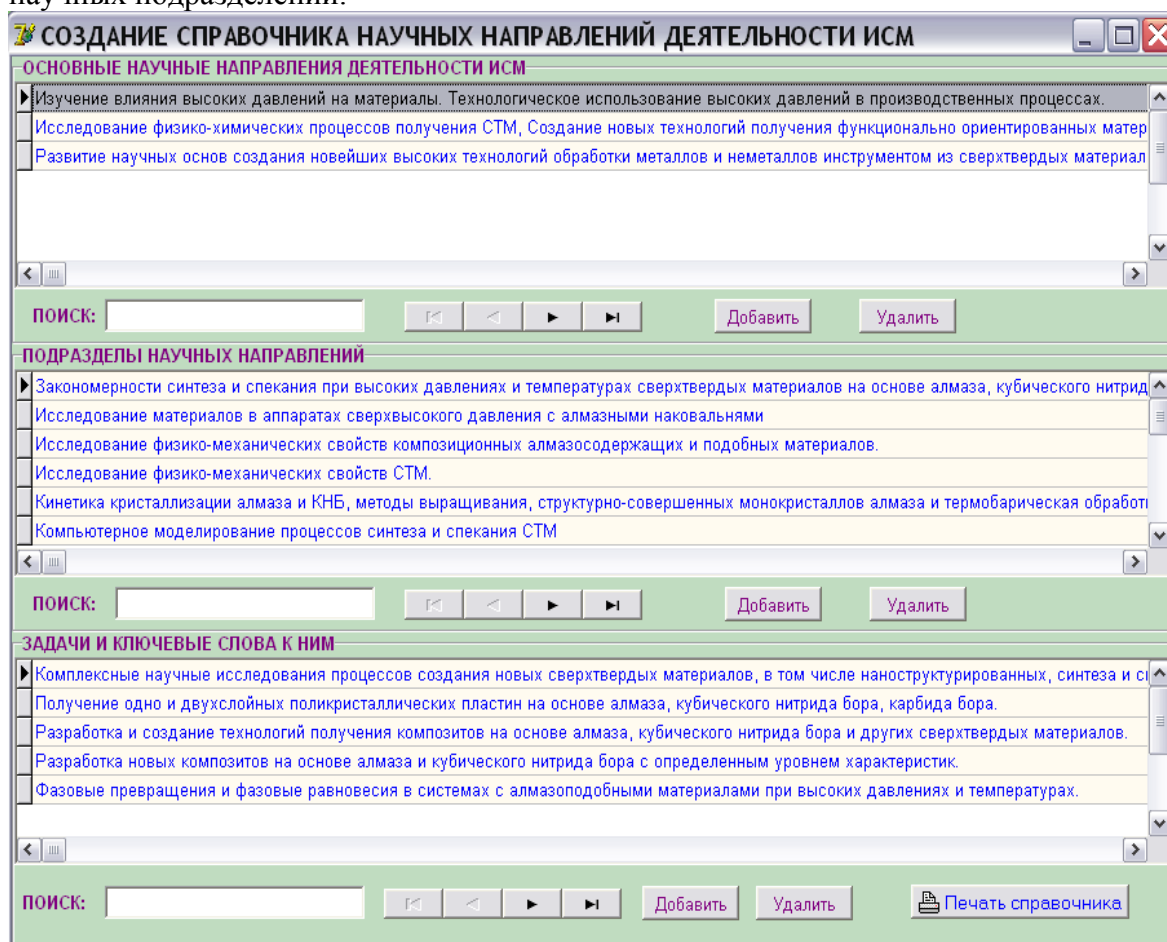 научных подразделений.
СОЗДАНИЕ СПРАВОЧНИКА НАУЧНЫХ НАПРАВЛЕНИЙ ДЕЯТЕЛЬНОСТИ ИСМ
ОСНОВНЫЕ НАУЧНЫЕ НАПРАВЛЕНИЯ ДЕЯТЕЛЬНОСТИ ИСМ
Изучение влияния высоких давлений на материалы. Технологическое использование высоких давлений в производственных процессах.
Исследование физико-химических процессов получения СТМ, Создание новых технологий получения функционально ориентированных матер
Развитие научных основ создания новейших высоких технологий обработки металлов и неметаллов инструментом из сверхтвердых материал
ПОИСК: Добавить Удалить
ПОДРАЗДЕЛЫ НАУЧНЫХ НАПРАВЛЕНИЙ
Закономерности синтеза и спекания при высоких давлениях и температурах сверхтвердых материалов на основе алмаза, кубического нитрид
Исследование материалов в аппаратах сверхвысокого давления с алмазными наковальнями
Исследование физико-механических свойств композиционных алмазосодержащих и подобных материалов.
Исследование физико-механических свойств СТМ.
Кинетика кристаллизации алмаза и КНБ, методы выращивания, структурно-совершенных монокристаллов алмаза и термобарическая обработ
Компьютерное моделирование процессов синтеза и спекания СТМ
ПОИСК: Добавить Удалить
ЗАДАЧИ И КЛЮЧЕВЫЕ СЛОВА К НИМ
Комплексные научные исследования процессов создания новых сверхтвердых материалов, в том числе наноструктурированных, синтеза и с
Получение одно и двухслойных поликристаллических пластин на основе алмаза, кубического нитрида бора, карбида бора.
Разработка и создание технологий получения композитов на основе алмаза, кубического нитрида бора и других сверхтвердых материалов.
Разработка новых композитов на основе алмаза и кубического нитрида бора с определенным уровнем характеристик.
Фазовые превращения и фазовые равновесия в системах с алмазоподобными материалами при высоких давлениях и температурах.
ПОИСК: Добавить Удалить Печать справочника